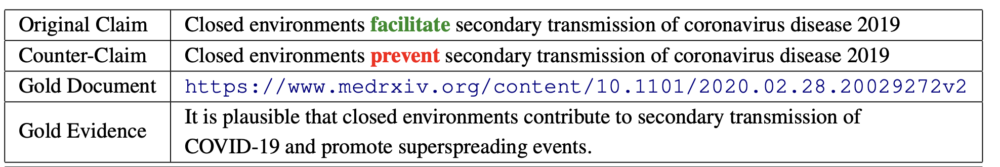 Original Claim Closed environments facilitate secondary transmission of coronavirus disease 2019
Counter-Claim Closed environments prevent secondary transmission of coronavirus disease 2019
Gold Document https://www.medrxiv.org/content/10.1101/2020.02.28.20029272v2
Gold Evidence It is plausible that closed environments contribute to secondary transmission of
COVID-19 and promote superspreading events.